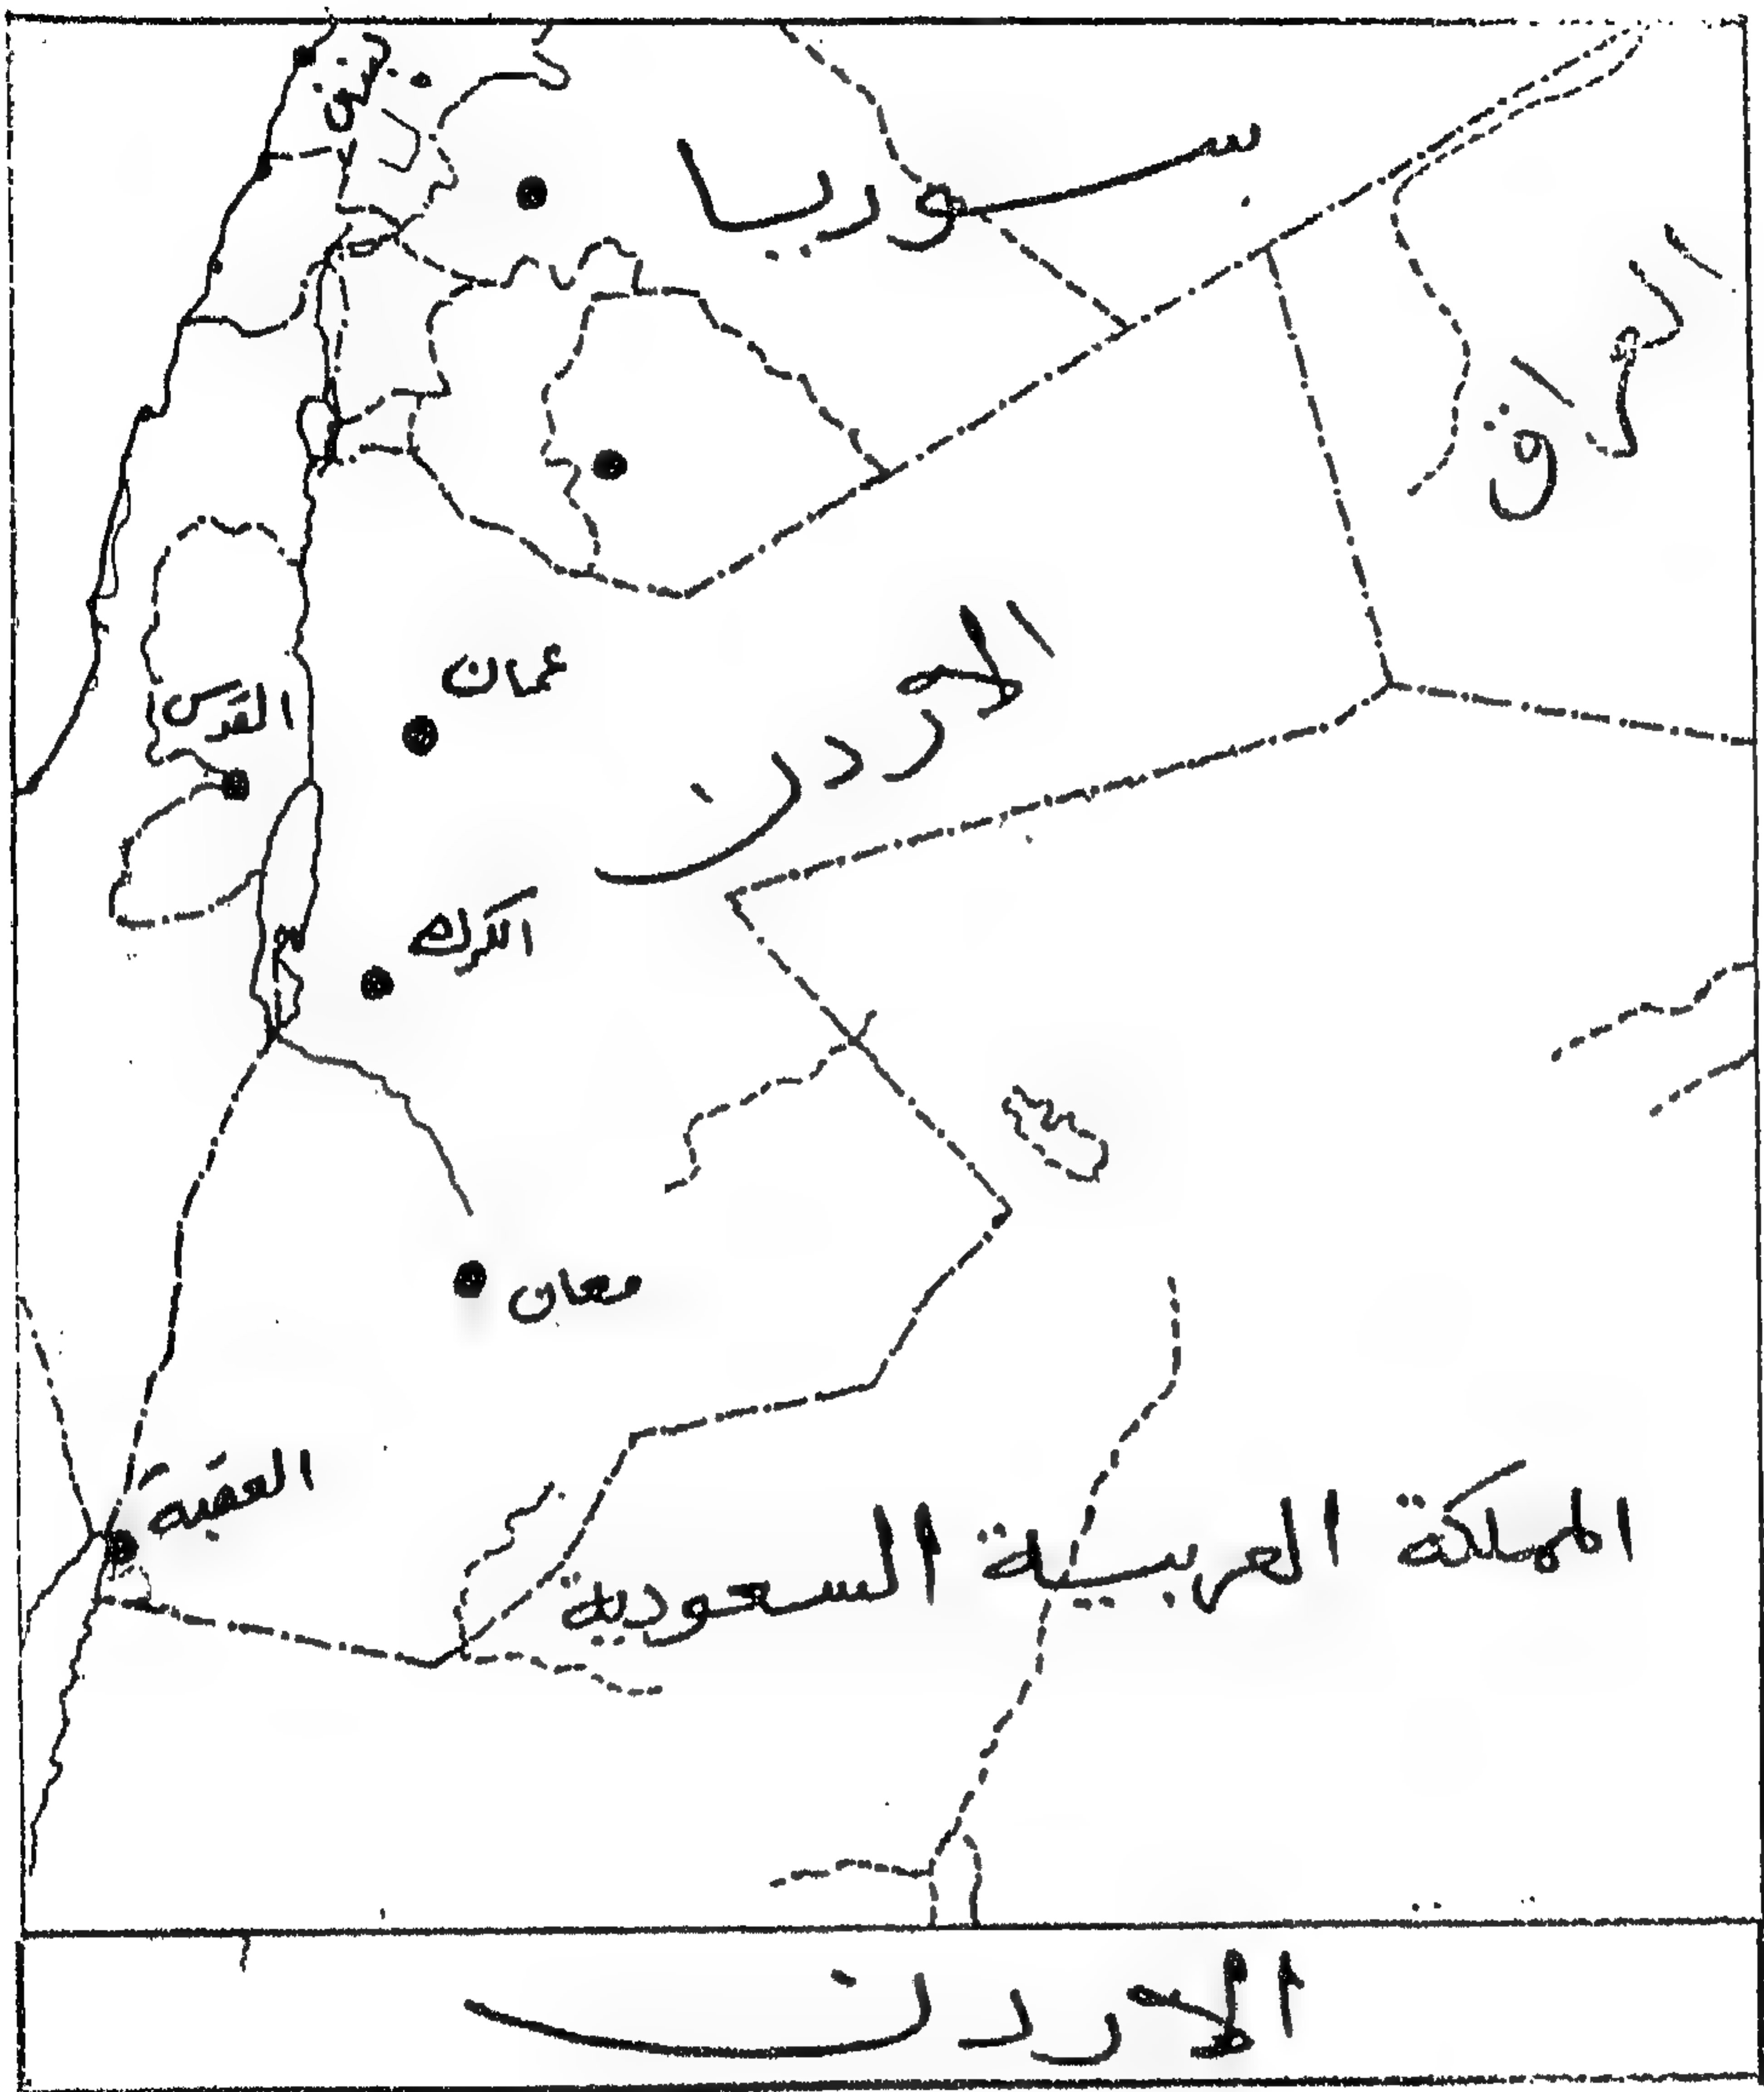 سوريا
العراق
الاردن
عمان
القدس
الكرك
معان
العقبة
المملكة العربية السعودية
الاردن